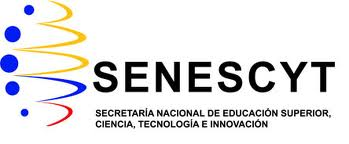 SENESCYT
SECRETARÍA NACIONAL DE EDUCACIÓN SUPERIOR,
CIENCIA, TECNOLOGÍA E INNOVACIÓN